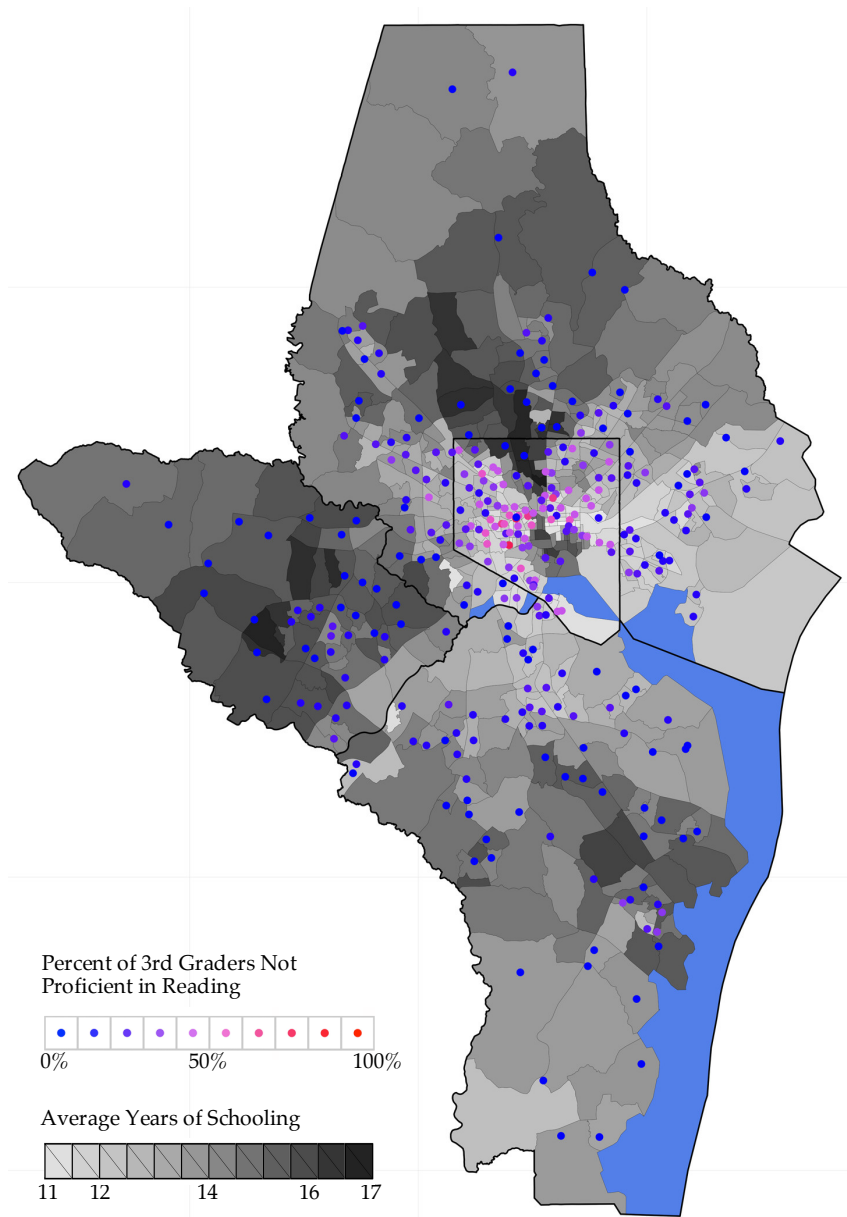 Percent of 3rd Graders Not
Proficient in Reading
0% 50% 100%
Average Years of Schooling
11 12 14 16 17